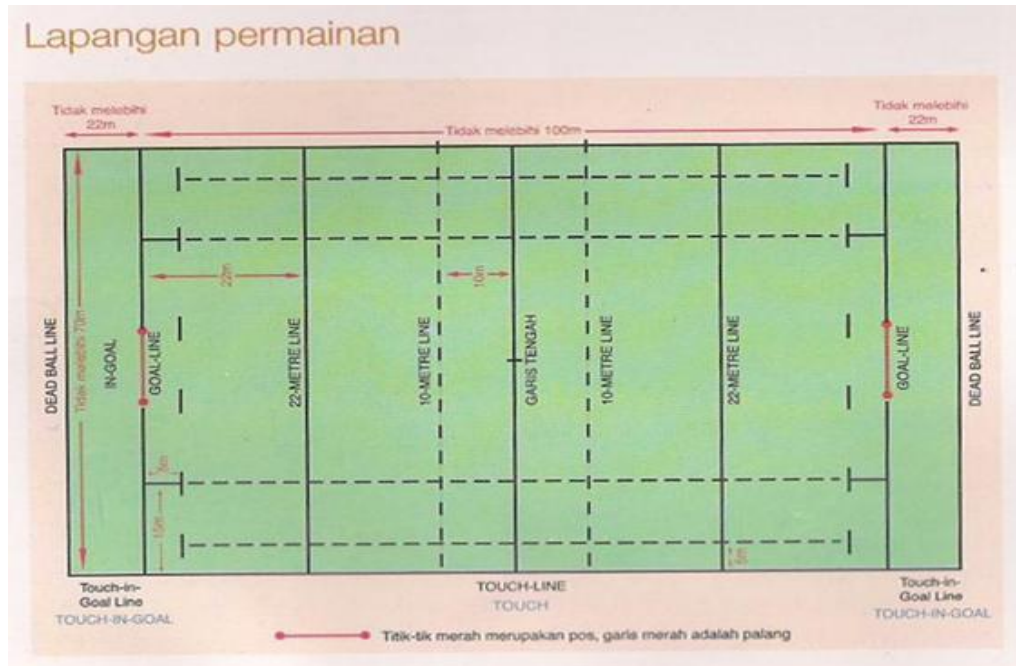 Lapangan permainan
Tidak melebihi
22m
Tidak melebihi 100m
Tidak melebihi
22m
DEAD BALL LINE
Tidak melebihi 70m
IN-GOAL
GOAL-LINE
22m
22-METRE LINE
10-METRE LINE
10m
GARIS TENGAH
10-METRE LINE
22-METRE LINE
GOAL-LINE
DEAD BALL LINE
5m
15m
5m
Touch-in-
Goal Line
TOUCH-IN-GOAL
TOUCH-LINE
TOUCH
Touch-in-
Goal Line
TOUCH-IN-GOAL
Titik-tik merah merupakan pos, garis merah adalah palang